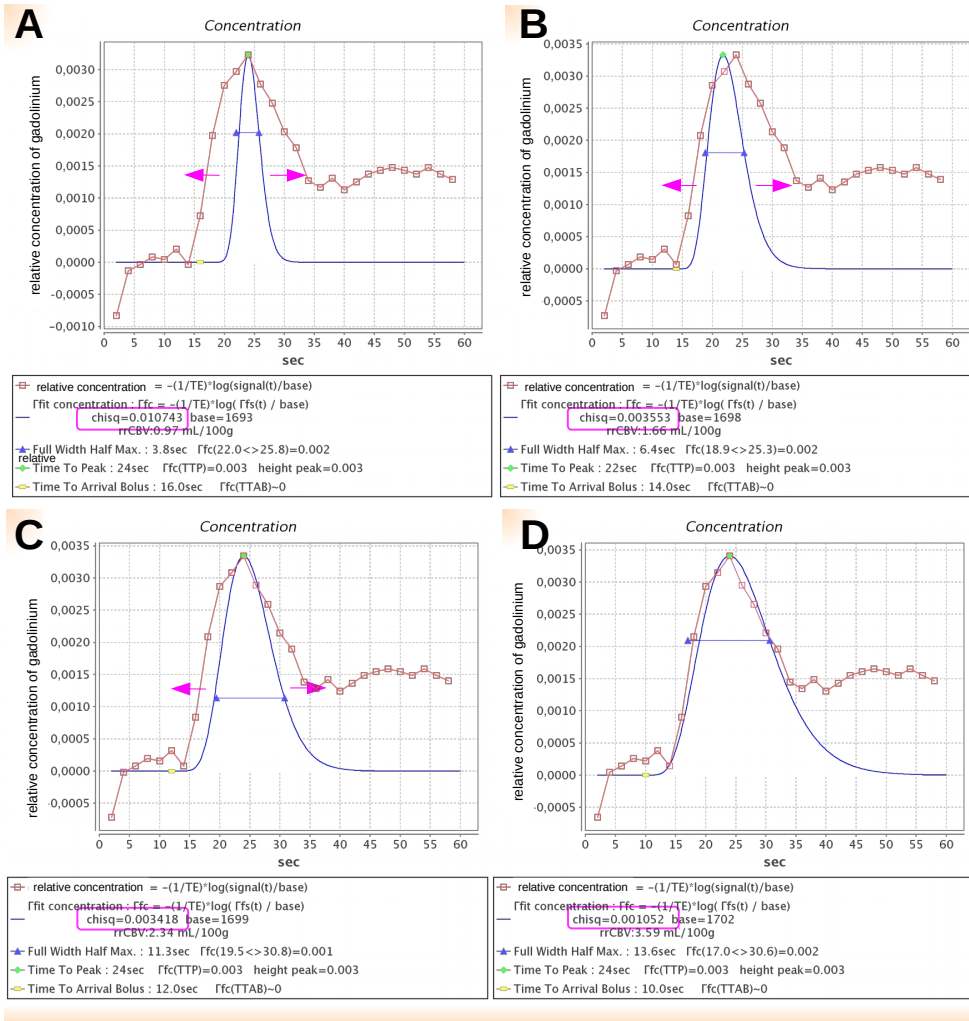 A
Concentration
relative concentration of gadolinium
0,0030
0,0025
0,0020
0,0015
0,0010
0,0005
0,0000
-0,0005
-0,0010
0 5 10 15 20 25 30 35 40 45 50 55 60
sec
relative concentration = -(1/TE)*log(signal(t)/base)
Γfit concentration : Γfc = -(1/TE)*log( Γfs(t) / base)
chisq=0.010743 base=1693
rrCBV:0.97 mL/100g
Full Width Half Max. : 3.8sec Γfc(22.0<>25.8)=0.002
relative
Time To Peak : 24sec Γfc(TTP)=0.003 height peak=0.003
Time To Arrival Bolus : 16.0sec Γfc(TTAB)~0
B
Concentration
relative concentration of gadolinium
0,0035
0,0030
0,0025
0,0020
0,0015
0,0010
0,0005
0,0000
0,0005
0 5 10 15 20 25 30 35 40 45 50 55 60
sec
relative concentration = -(1/TE)*log(signal(t)/base)
Γfit concentration : Γfc = -(1/TE)*log( Γfs(t) / base)
chisq=0.003553 base=1698
rrCBV:1.66 mL/100g
Full Width Half Max. : 6.4sec Γfc(18.9<>25.3)=0.002
Time To Peak : 22sec Γfc(TTP)=0.003 height peak=0.003
Time To Arrival Bolus : 14.0sec Γfc(TTAB)~0
C
Concentration
relative concentration of gadolinium
0,0035
0,0030
0,0025
0,0020
0,0015
0,0010
0,0005
0,0000
-0,0005
0 5 10 15 20 25 30 35 40 45 50 55 60
sec
relative concentration = -(1/TE)*log(signal(t)/base)
Γfit concentration : Γfc = -(1/TE)*log( Γfs(t) / base)
chisq=0.003418 base=1699
rrCBV:2.34 mL/100g
Full Width Half Max. : 11.3sec Γfc(19.5<>30.8)=0.001
Time To Peak : 24sec Γfc(TTP)=0.003 height peak=0.003
Time To Arrival Bolus : 12.0sec Γfc(TTAB)~0
D
Concentration
relative concentration of gadolinium
0,0035
0,0030
0,0025
0,0020
0,0015
0,0010
0,0005
0,0000
0,0005
0 5 10 15 20 25 30 35 40 45 50 55 60
sec
relative concentration = -(1/TE)*log(signal(t)/base)
Γfit concentration : Γfc = -(1/TE)*log( Γfs(t) / base)
chisq=0.001052 base=1702
rrCBV:3.59 mL/100g
Full Width Half Max. : 13.6sec Γfc(17.0<>30.6)=0.002
Time To Peak : 24sec Γfc(TTP)=0.003 height peak=0.003
Time To Arrival Bolus : 10.0sec Γfc(TTAB)~0